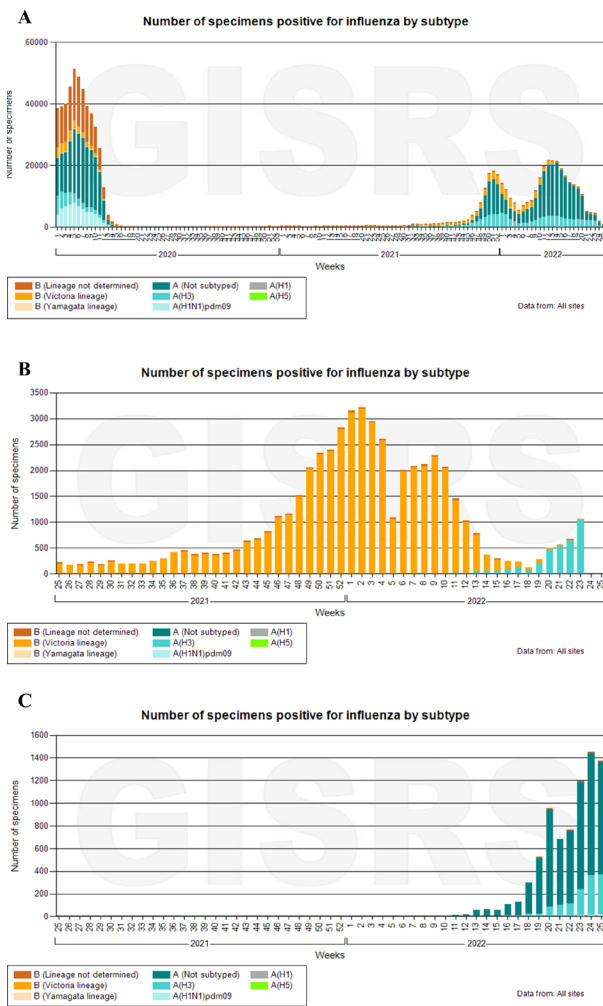 A
Number of specimens positive for influenza by subtype
Number of specimens
60000
40000
20000
0
2020 2021 2022
Weeks
B (Lineage not determined) A (Not subtyped) A(H1)
B (Victoria lineage) A(H3) A(H5)
B (Yamagata lineage) A(H1N1)pdm09
Data from: All sites
GISRS
B
Number of specimens positive for influenza by subtype
Number of specimens
3500
3000
2500
2000
1500
1000
500
0
25 26 27 28 29 30 31 32 33 34 35 36 37 38 39 40 41 42 43 44 45 46 47 48 49 50 51 52 1 2 3 4 5 6 7 8 9 10 11 12 13 14 15 16 17 18 19 20 21 22 23 24 25
2021 2022
Weeks
B (Lineage not determined) A (Not subtyped) A(H1)
B (Victoria lineage) A(H3) A(H5)
B (Yamagata lineage) A(H1N1)pdm09
Data from: All sites
GISRS
C
Number of specimens positive for influenza by subtype
Number of specimens
1600
1400
1200
1000
800
600
400
200
0
25 26 27 28 29 30 31 32 33 34 35 36 37 38 39 40 41 42 43 44 45 46 47 48 49 50 51 52 1 2 3 4 5 6 7 8 9 10 11 12 13 14 15 16 17 18 19 20 21 22 23 24 25
2021 2022
Weeks
B (Lineage not determined) A (Not subtyped) A(H1)
B (Victoria lineage) A(H3) A(H5)
B (Yamagata lineage) A(H1N1)pdm09
Data from: All sites
GISRS